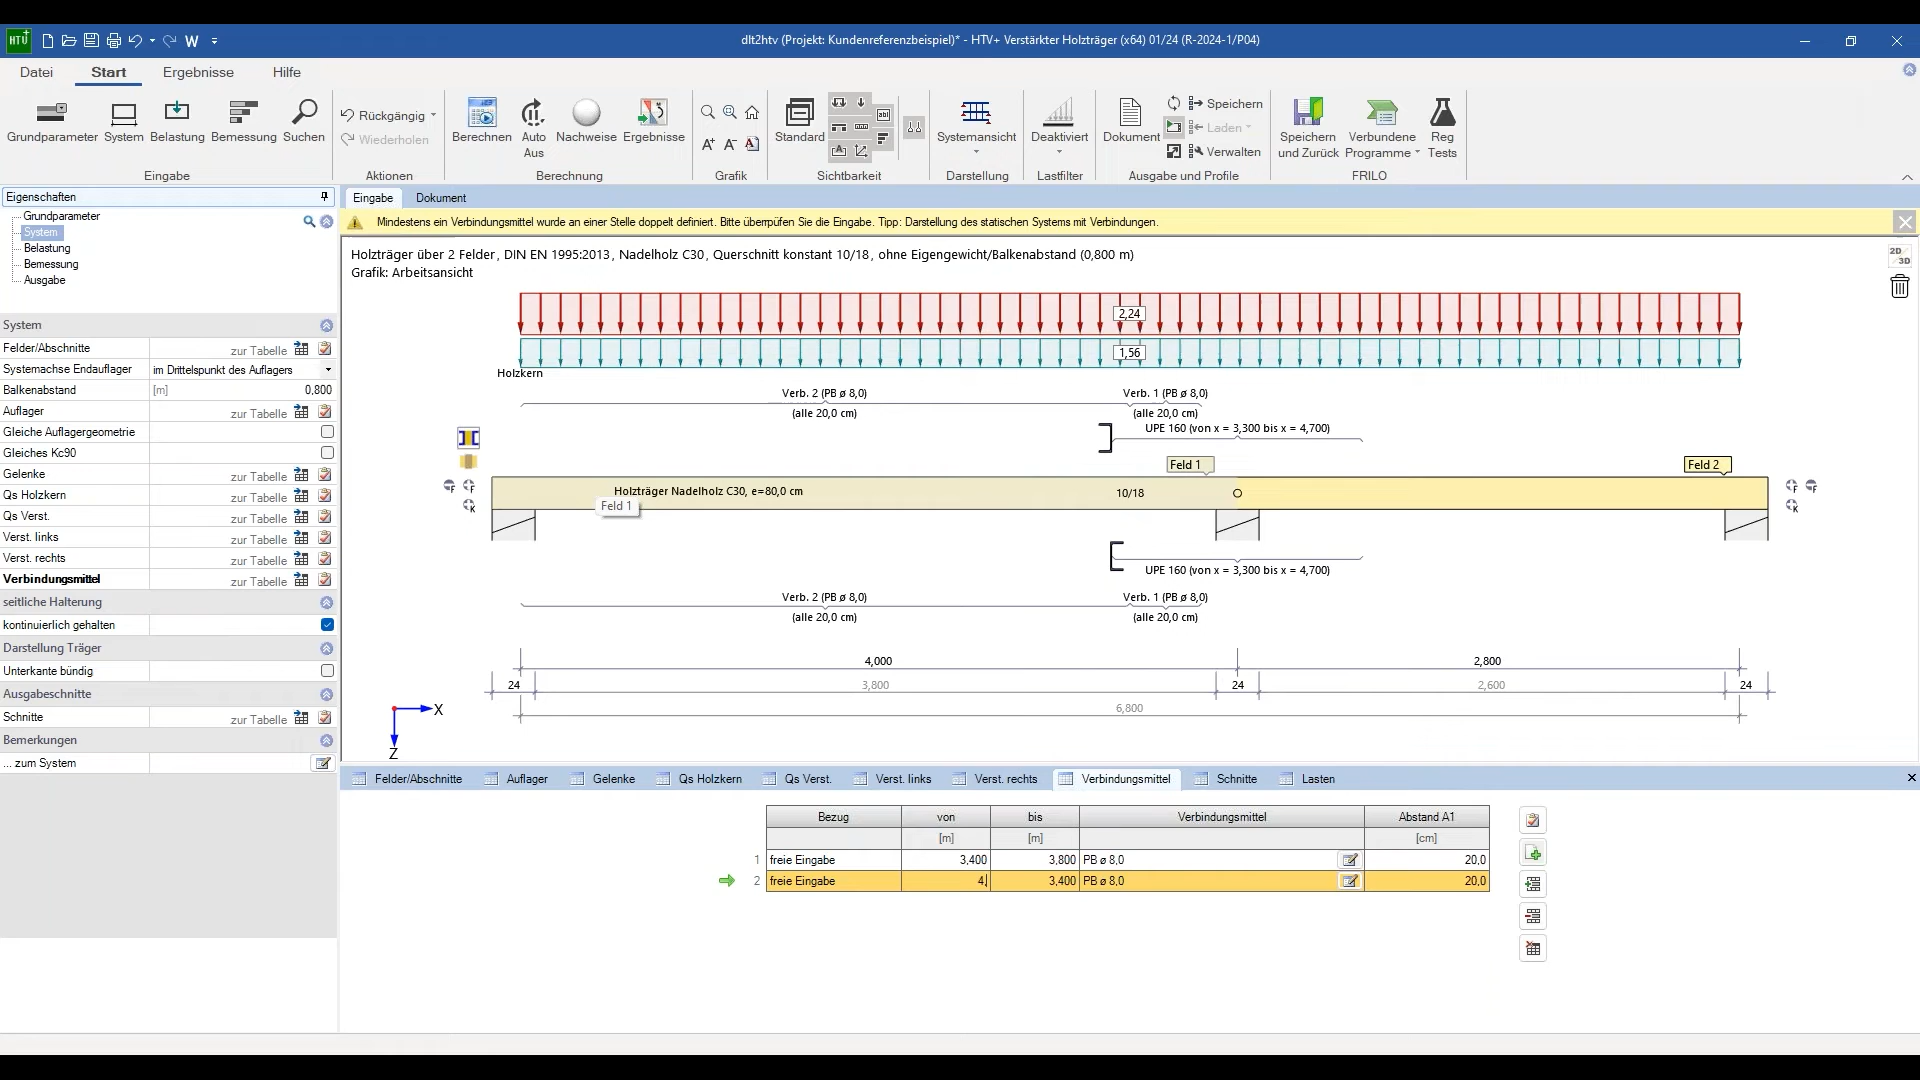 HTV+
W
dlt2htv (Projekt: Kundenreferenzbeispiel)* - HTV+ Verstärkter Holzträger (x64) 01/24 (R-2024-1/P04)
Datei
Start
Ergebnisse
Hilfe
Grundparameter
System
Belastung
Bemessung
Suchen
Eingabe
Rückgängig
Wiederholen
Aktionen
Berechnen
Auto
Aus
Nachweise
Ergebnisse
Berechnung
Grafik
Standard
Sichtbarkeit
Systemansicht
Darstellung
Deaktiviert
Lastfilter
Dokument
Speichern
Laden
Verwalten
Ausgabe und Profile
Speichern
und Zurück
Verbundene
Programme
Reg
Tests
FRILO
Eigenschaften
Grundparameter
System
Belastung
Bemessung
Ausgabe
System
Felder/Abschnitte zur Tabelle
Systemachse Endauflager im Drittelspunkt des Auflagers
Balkenabstand [m] 0,800
Auflager zur Tabelle
Gleiche Auflagergeometrie
Gleiches Kc90
Gelenke zur Tabelle
Qs Holzkern zur Tabelle
Qs Verst. zur Tabelle
Verst. links zur Tabelle
Verst. rechts zur Tabelle
Verbindungsmittel zur Tabelle
seitliche Halterung
kontinuierlich gehalten
Darstellung Träger
Unterkante bündig
Ausgabeschnitte
Schnitte zur Tabelle
Bemerkungen
... zum System
Eingabe
Dokument
Mindestens ein Verbindungsmittel wurde an einer Stelle doppelt definiert. Bitte überprüfen Sie die Eingabe. Tipp: Darstellung des statischen Systems mit Verbindungen.
Holzträger über 2 Felder, DIN EN 1995:2013, Nadelholz C30, Querschnitt konstant 10/18, ohne Eigengewicht/Balkenabstand (0,800 m)
Grafik: Arbeitsansicht
2D
3D
2,24
1,56
Holzkern
Verb. 2 (PB ø 8,0)
(alle 20,0 cm)
Verb. 1 (PB ø 8,0)
(alle 20,0 cm)
UPE 160 (von x = 3,300 bis x = 4,700)
Feld 1
Feld 2
Holzträger Nadelholz C30, e=80,0 cm
10/18
Feld 1
F F K
F F K
UPE 160 (von x = 3,300 bis x = 4,700)
Verb. 2 (PB ø 8,0)
(alle 20,0 cm)
Verb. 1 (PB ø 8,0)
(alle 20,0 cm)
4,000 2,800
24 3,800 24 2,600 24
6,800
X
Z
Felder/Abschnitte
Auflager
Gelenke
Qs Holzkern
Qs Verst.
Verst. links
Verst. rechts
Verbindungsmittel
Schnitte
Lasten
Bezug von bis Verbindungsmittel Abstand A1
[m] [m] [cm]
1 freie Eingabe 3,400 3,800 PB ø 8,0 20,0
2 freie Eingabe 4, 3,400 PB ø 8,0 20,0